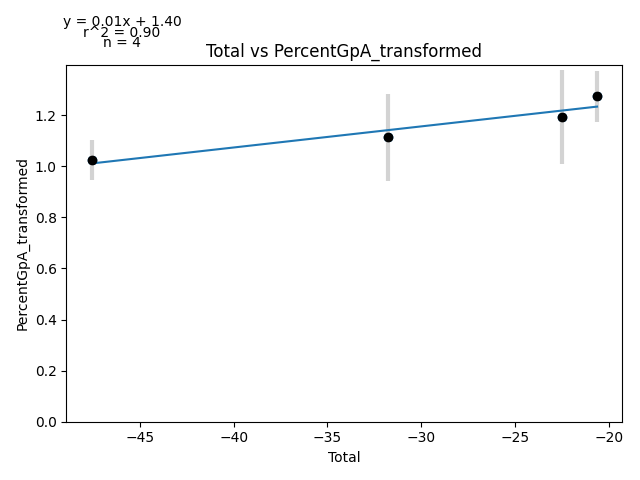 y = 0.01x + 1.40
r^2 = 0.90
n = 4
Total vs PercentGpA_transformed
PercentGpA_transformed
1.2
1.0
0.8
0.6
0.4
0.2
0.0
−45 −40 −35 −30 −25 −20
Total